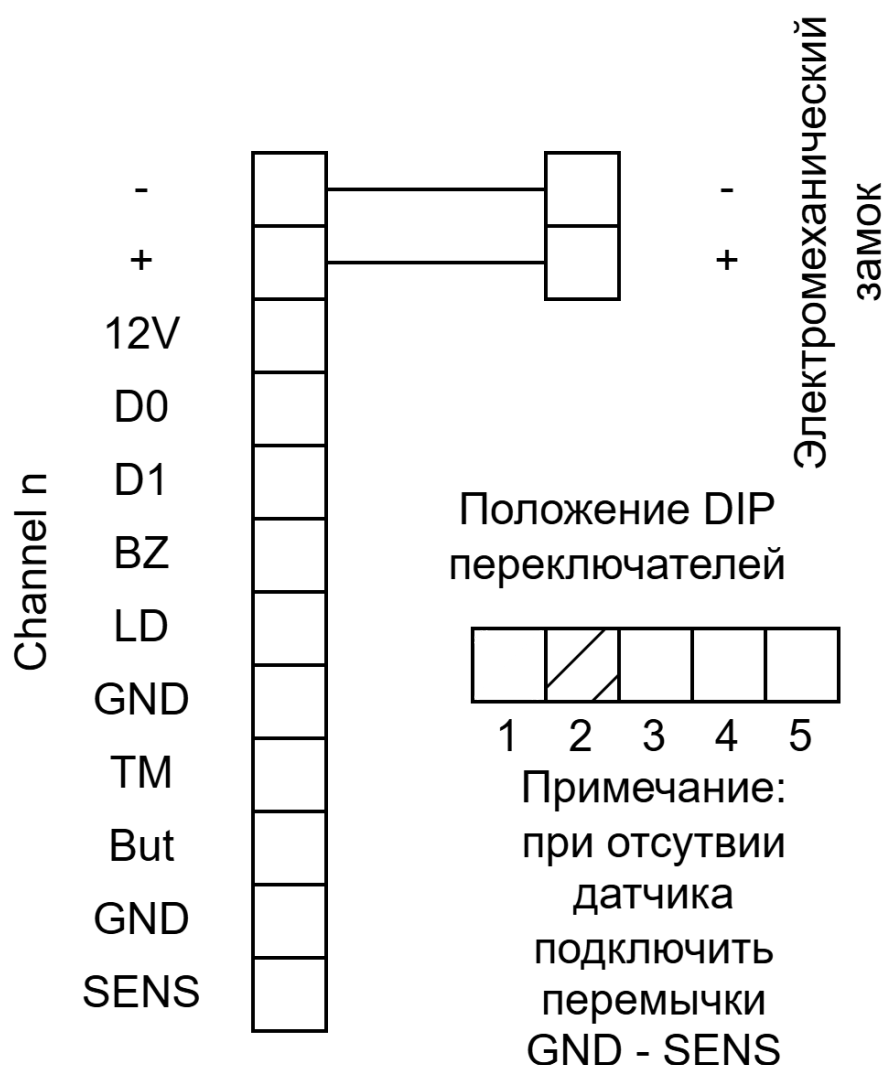 Электромеханический
замок
-
-
+
+
12V
D0
D1
BZ
LD
GND
TM
But
GND
SENS
Channel n
Положение DIP
переключателей
1 2 3 4 5
Примечание:
при отсутвии
датчика
подключить
перемычки
GND - SENS